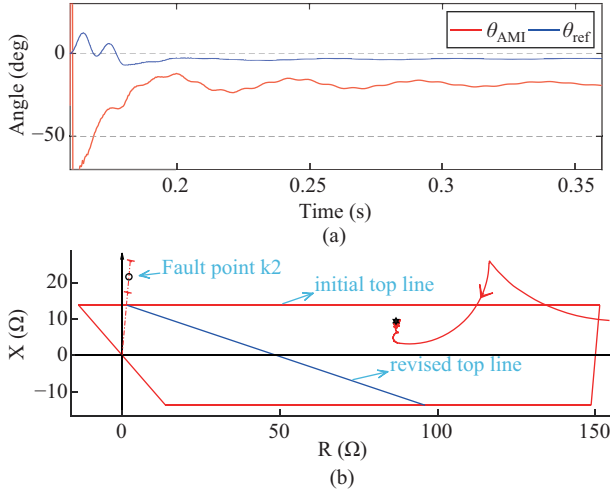 θAMI θref
Angle (deg)
0
−50
0.2 0.25 0.3 0.35
Time (s)
(a)
X (Ω)
20
10
0
−10
Fault point k2
initial top line
revised top line
0 50 100 150
R (Ω)
(b)